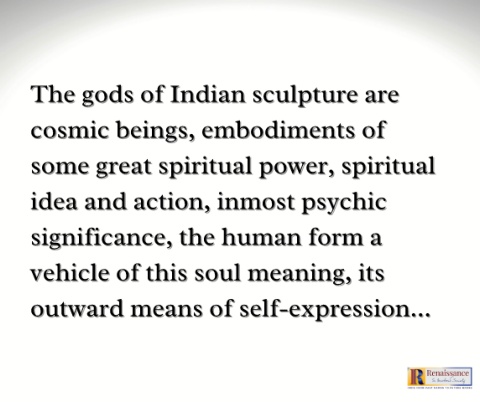 The gods of Indian sculpture are
cosmic beings, embodiments of
some great spiritual power, spiritual
idea and action, inmost psychic
significance, the human form a
vehicle of this soul meaning, its
outward means of self-expression...
Renaissance